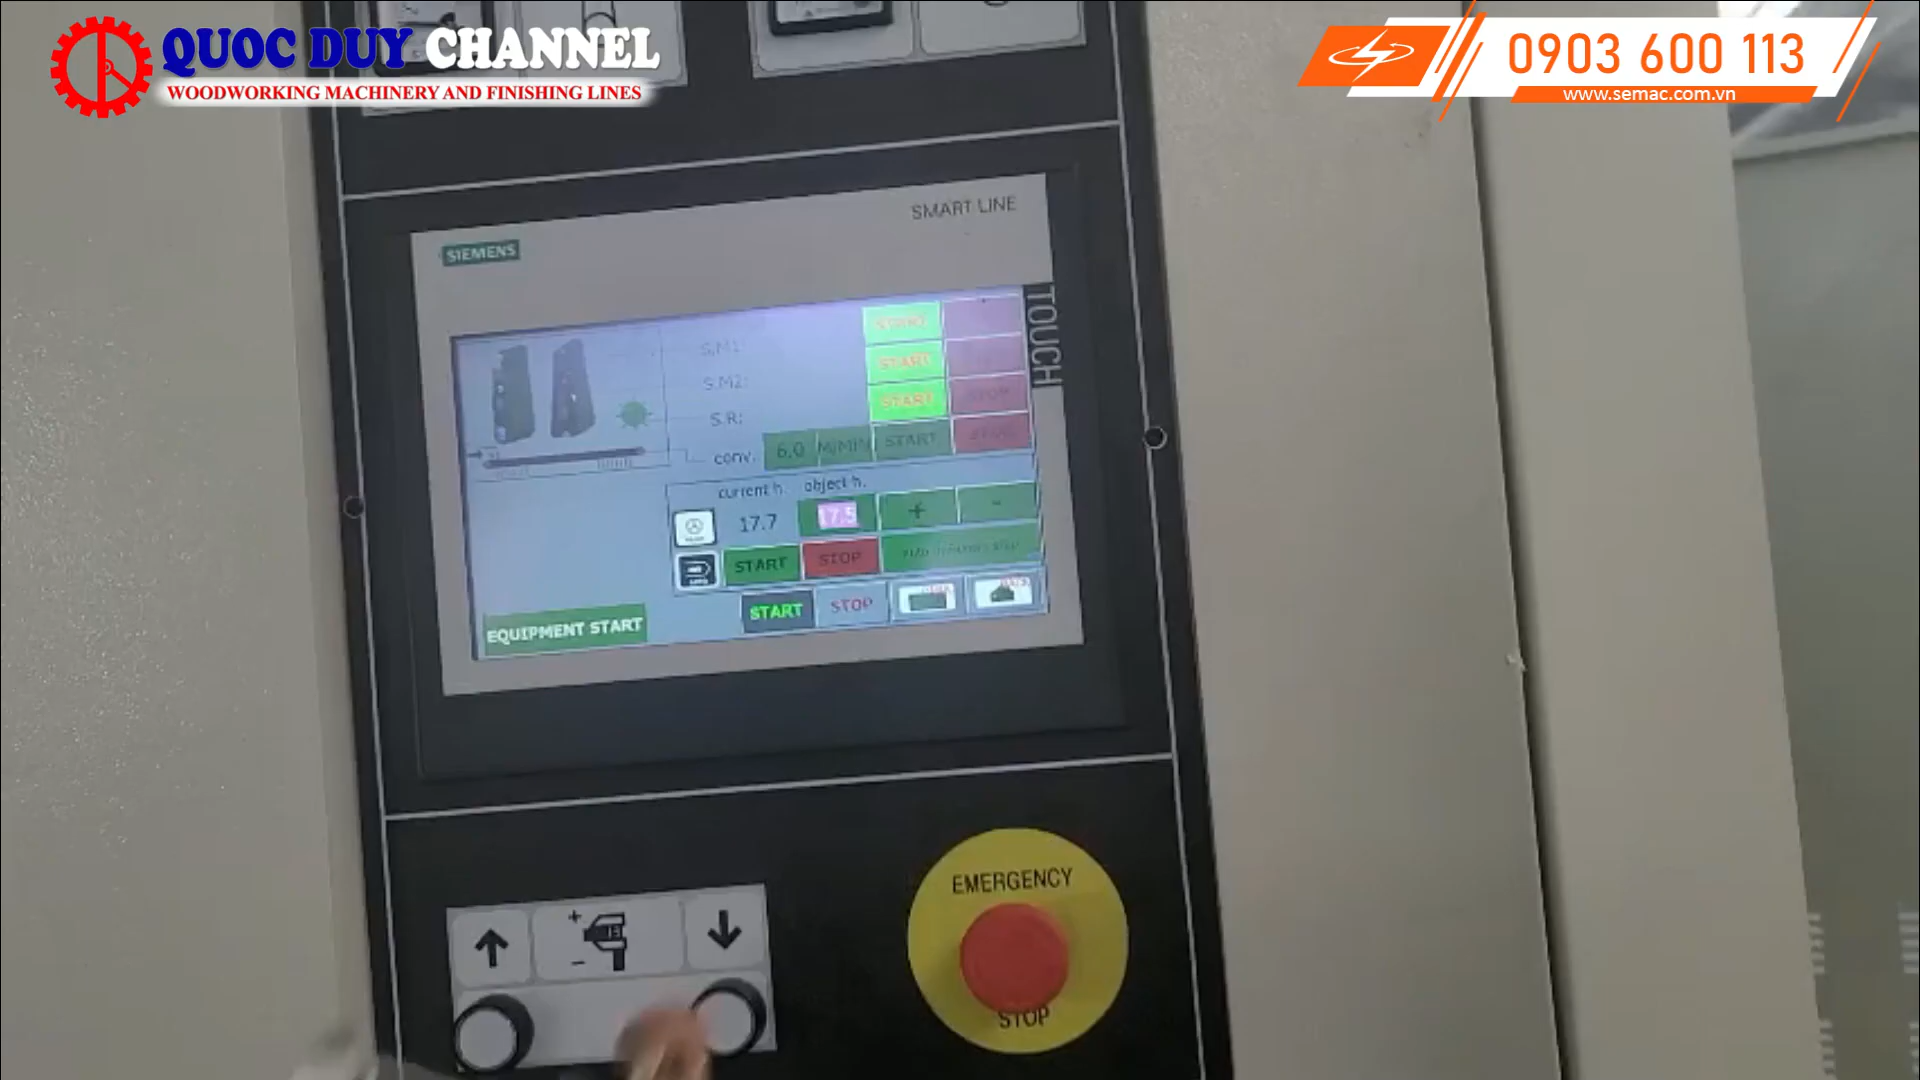 QUOC DUY CHANNEL
WOODWORKING MACHINERY AND FINISHING LINES
0903 600 113
www.semac.com.vn
SMART LINE
SIEMENS
TOUCH
S.M1: START
S.M2: START
S.R: START STOP
conv. 6.0 M/MIN START STOP
current h. object h.
17.7 17.5 + -
START STOP
EQUIPMENT START START STOP
EMERGENCY
STOP
+
-